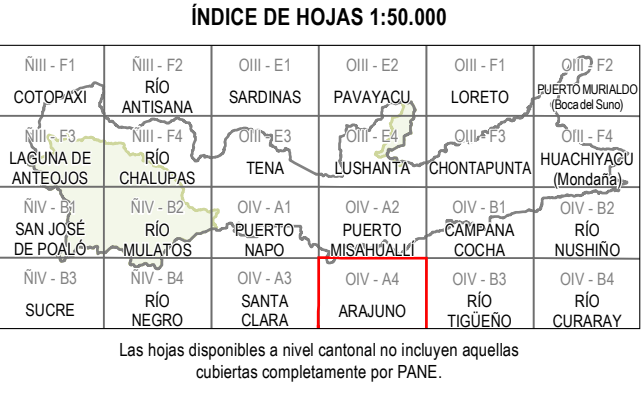 ÍNDICE DE HOJAS 1:50.000
ÑIII - F1 ÑIII - F2 OIII - E1 OIII - E2 OIII - F1 OIII - F2
COTOPAXI RÍO ANTISANA SARDINAS PAVAYACU LORETO PUERTO MURIALDO (Boca del Suno)
ÑIII - F3 ÑIII - F4 OIII - E3 OIII - E4 OIII - F3 OIII - F4
LAGUNA DE ANTEOJOS RÍO CHALUPAS TENA LUSHANTA CHONTAPUNTA HUACHIYACU (Mondaña)
ÑIV - B1 ÑIV - B2 OIV - A1 OIV - A2 OIV - B1 OIV - B2
SAN JOSÉ DE POALÓ RÍO MULATOS PUERTO NAPO PUERTO MISAHUALLÍ CAMPANA COCHA RÍO NUSHIÑO
ÑIV - B3 ÑIV - B4 OIV - A3 OIV - A4 OIV - B3 OIV - B4
SUCRE RÍO NEGRO SANTA CLARA ARAJUNO RÍO TIGÜEÑO RÍO CURARAY
Las hojas disponibles a nivel cantonal no incluyen aquellas
cubiertas completamente por PANE.